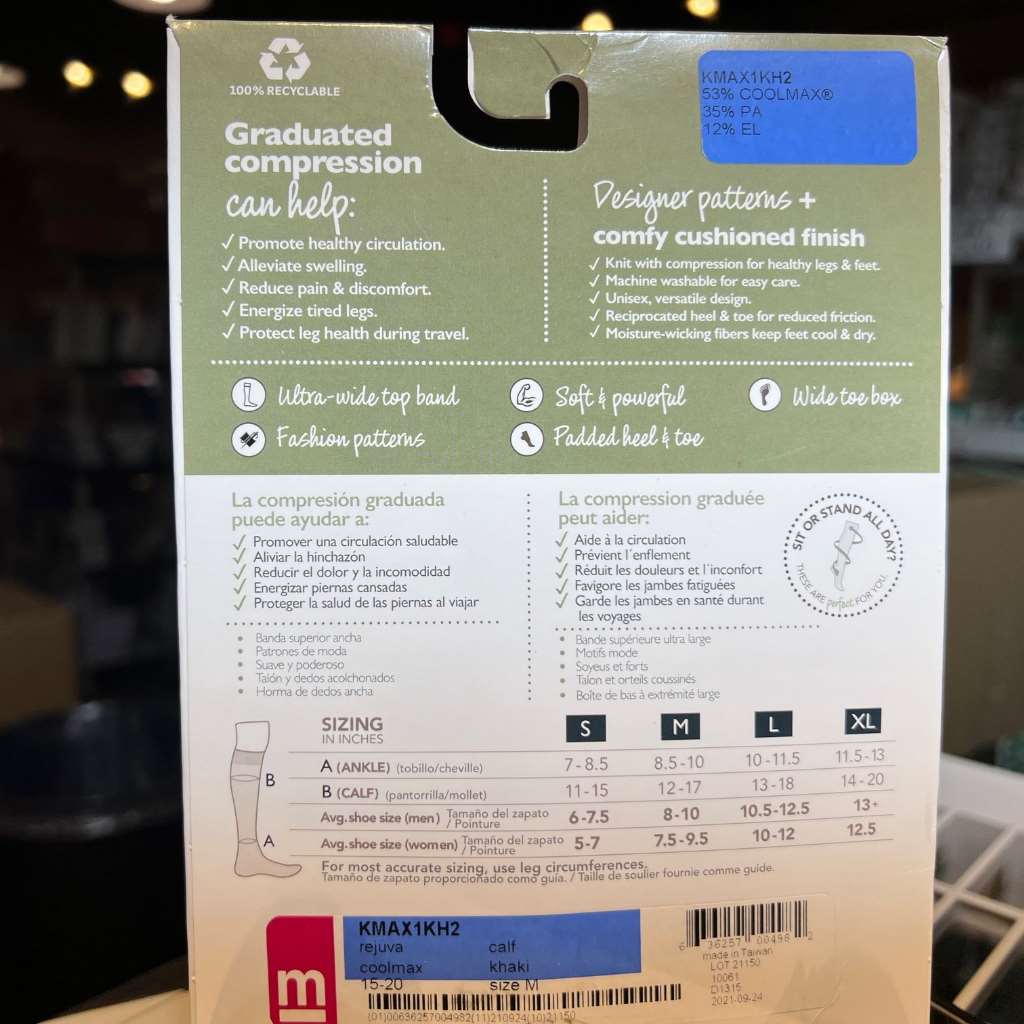 100% RECYCLABLE
KMAX1KH2
53% COOLMAX®
35% PA
12% EL
Graduated
compression
can help:
✓ Promote healthy circulation.
✓ Alleviate swelling.
✓ Reduce pain & discomfort.
✓ Energize tired legs.
✓ Protect leg health during travel.
Designer patterns +
comfy cushioned finish
✓ Knit with compression for healthy legs & feet.
✓ Machine washable for easy care.
✓ Unisex, versatile design.
✓ Reciprocated heel & toe for reduced friction.
✓ Moisture-wicking fibers keep feet cool & dry.
Ultra-wide top band
Soft & powerful
Wide toe box
Fashion patterns
Padded heel & toe
La compresión graduada
puede ayudar a:
✓ Promover una circulación saludable
✓ Aliviar la hinchazón
✓ Reducir el dolor y la incomodidad
✓ Energizar piernas cansadas
✓ Proteger la salud de las piernas al viajar
• Banda superior ancha
• Patrones de moda
• Suave y poderoso
• Talón y dedos acolchonados
• Horma de dedos ancha
La compression graduée
peut aider:
✓ Aide à la circulation
✓ Prévient l'enflement
✓ Réduit les douleurs et l'inconfort
✓ Favigore les jambes fatiguées
✓ Garde les jambes en santé durant
les voyages
• Bande supérieure ultra large
• Motifs mode
• Soyeus et forts
• Talon et orteils coussinés
• Boîte de bas à extrémité large
SIT OR STAND ALL DAY?
THESE ARE perfect FOR YOU.
SIZING
IN INCHES
S M L XL
A (ANKLE) (tobillo/cheville) 7 - 8.5 8.5 - 10 10 - 11.5 11.5 - 13
B (CALF) (pantorrilla/mollet) 11 - 15 12 - 17 13 - 18 14 - 20
Avg. shoe size (men) Tamaño del zapato / Pointure 6-7.5 8-10 10.5-12.5 13+
Avg. shoe size (women) Tamaño del zapato / Pointure 5-7 7.5-9.5 10-12 12.5
B
A
For most accurate sizing, use leg circumferences.
Tamaño de zapato proporcionado como guía. / Taille de soulier fournie comme guide.
KMAX1KH2
rejuva calf
coolmax khaki
15-20 size M
(01)00636257004982(11)210924(10)21150
6 36257 00498 2
made in Taiwan
LOT 21150
10061
D1315
2021-09-24